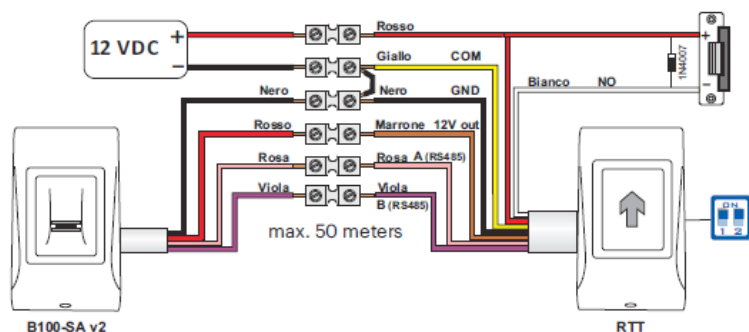 12 VDC
+
−
Rosso
Giallo COM
Nero
Nero GND
Rosso
Marrone 12V out
Rosa
Rosa A (RS485)
Viola
Viola
B (RS485)
max. 50 meters
Bianco NO
1N4007
+
−
ON
1 2
B100-SA v2
RTT